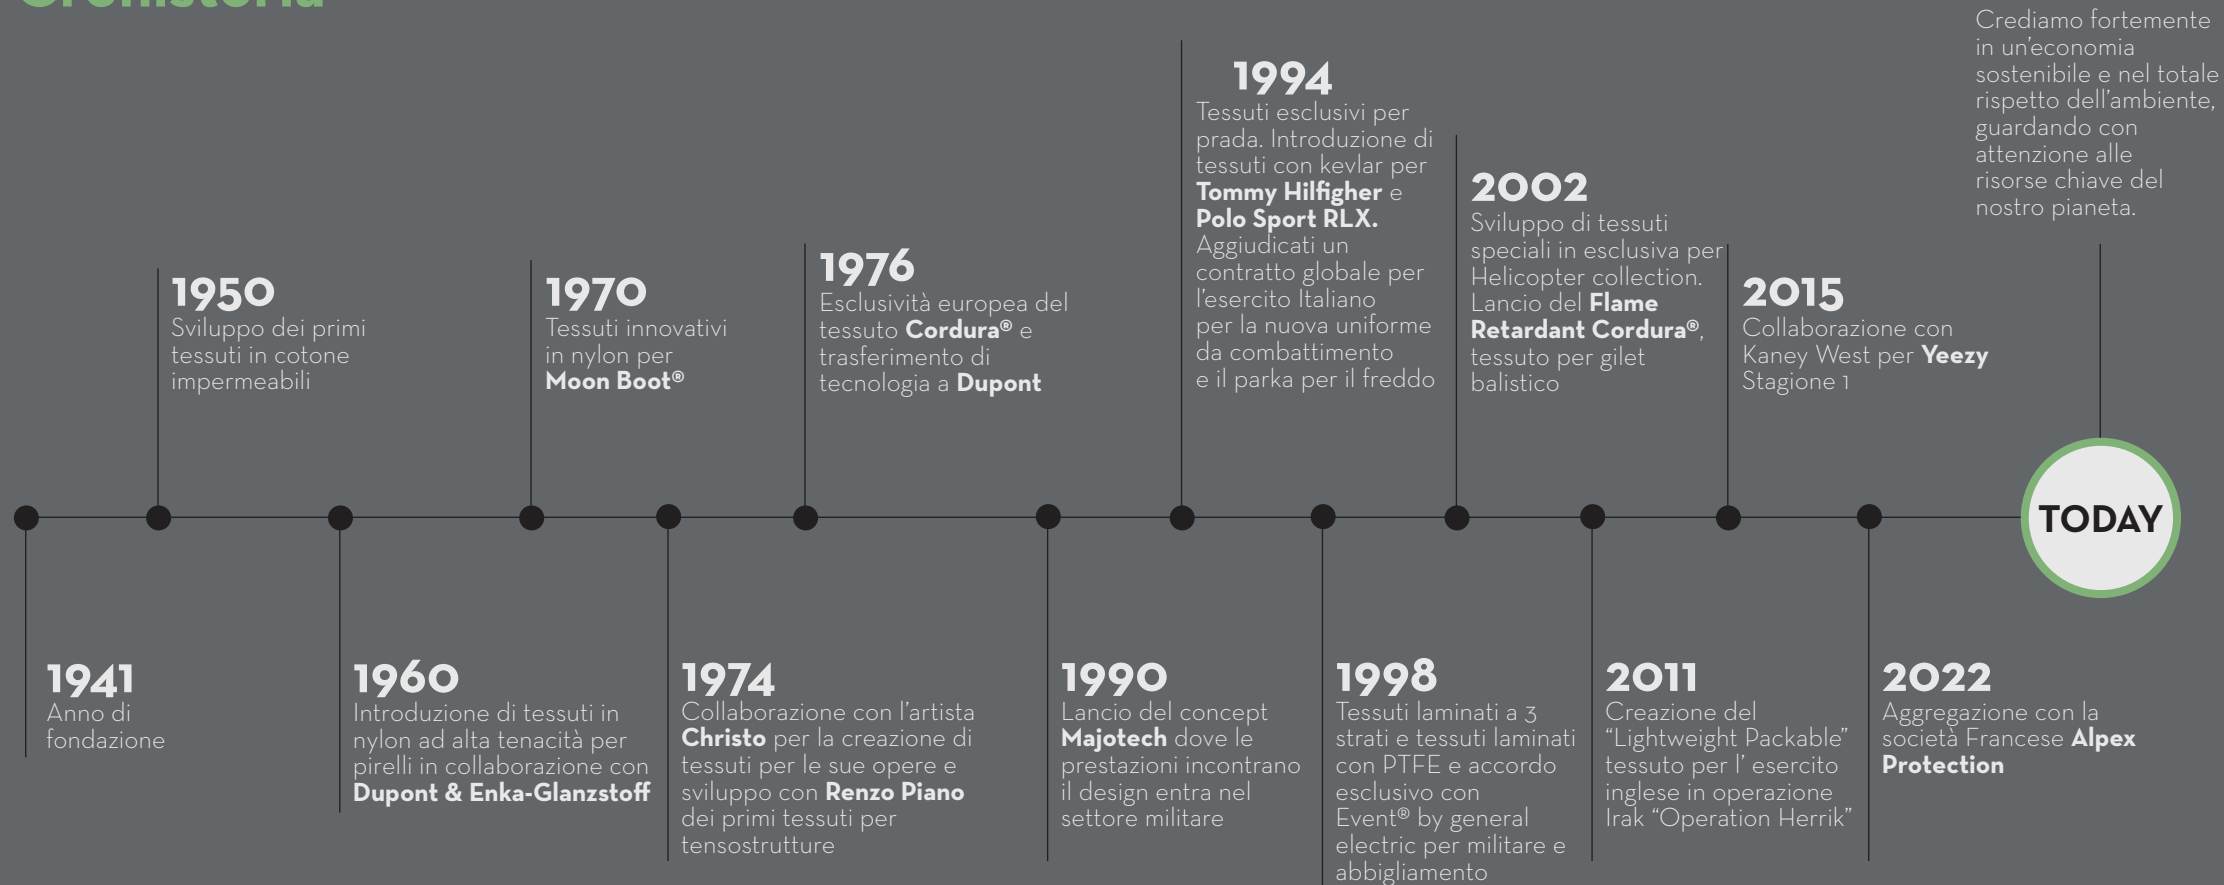 Cronistoria
1941
Anno di
fondazione
1950
Sviluppo dei primi
tessuti in cotone
impermeabili
1960
Introduzione di tessuti in
nylon ad alta tenacità per
pirelli in collaborazione con
Dupont & Enka-Glanzstoff
1970
Tessuti innovativi
in nylon per
Moon Boot®
1974
Collaborazione con l'artista
Christo per la creazione di
tessuti per le sue opere e
sviluppo con Renzo Piano
dei primi tessuti per
tensostrutture
1976
Esclusività europea del
tessuto Cordura® e
trasferimento di
tecnologia a Dupont
1990
Lancio del concept
Majotech dove le
prestazioni incontrano
il design entra nel
settore militare
1994
Tessuti esclusivi per
prada. Introduzione di
tessuti con kevlar per
Tommy Hilfigher e
Polo Sport RLX.
Aggiudicati un
contratto globale per
l'esercito Italiano
per la nuova uniforme
da combattimento
e il parka per il freddo
1998
Tessuti laminati a 3
strati e tessuti laminati
con PTFE e accordo
esclusivo con
Event® by general
electric per militare e
abbigliamento
2002
Sviluppo di tessuti
speciali in esclusiva per
Helicopter collection.
Lancio del Flame
Retardant Cordura®,
tessuto per gilet
balistico
2011
Creazione del
"Lightweight Packable"
tessuto per l' esercito
inglese in operazione
Irak "Operation Herrik"
2015
Collaborazione con
Kaney West per Yeezy
Stagione 1
2022
Aggregazione con la
società Francese Alpex
Protection
Crediamo fortemente
in un'economia
sostenibile e nel totale
rispetto dell'ambiente,
guardando con
attenzione alle
risorse chiave del
nostro pianeta.
TODAY